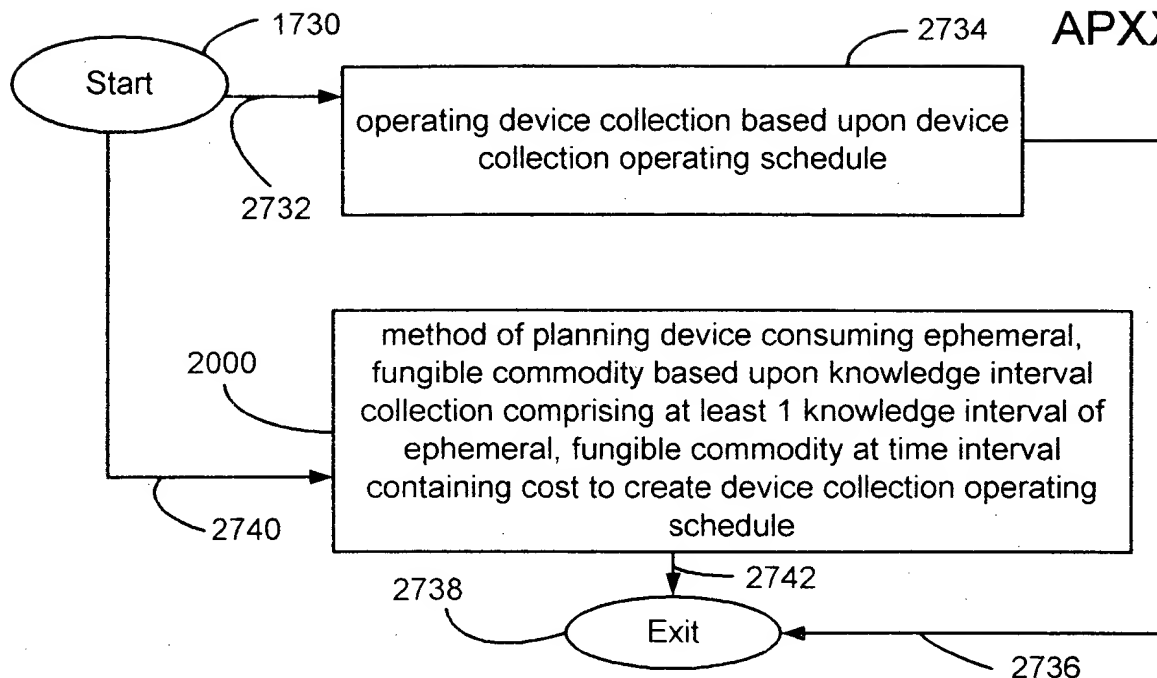 1730
2734
APXX
Start
operating device collection based upon device
collection operating schedule
2732
method of planning device consuming ephemeral,
fungible commodity based upon knowledge interval
collection comprising at least 1 knowledge interval of
ephemeral, fungible commodity at time interval
containing cost to create device collection operating
schedule
2000
2740
2742
2738
Exit
2736